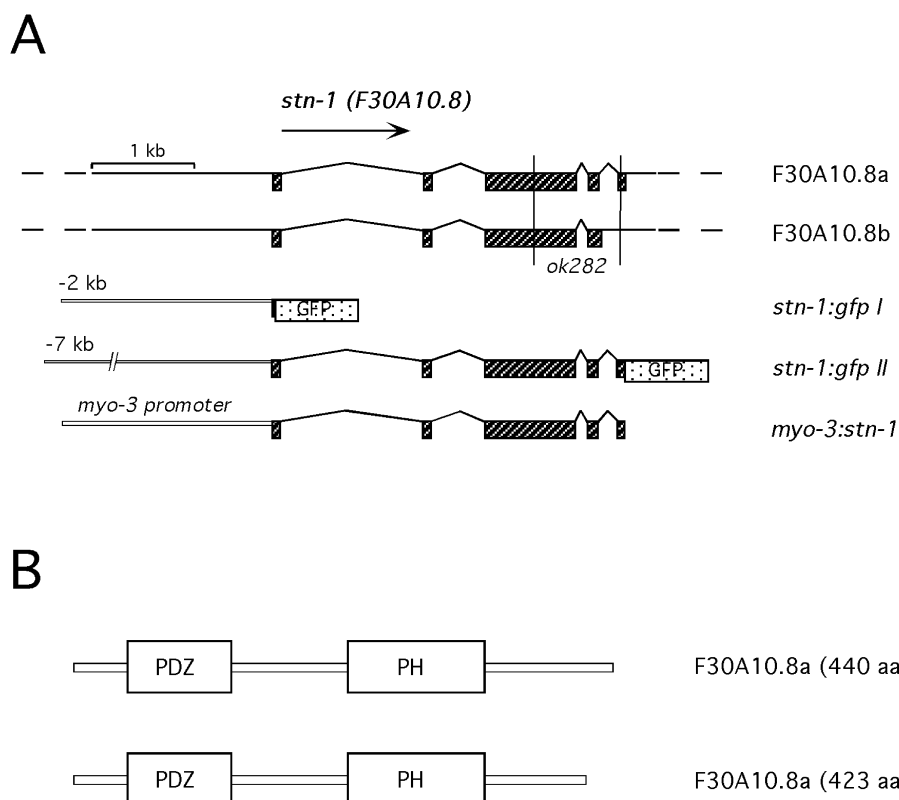 A
stn-1 (F30A10.8)
1 kb
F30A10.8a
F30A10.8b
ok282
-2 kb
GFP
stn-1:gfp I
-7 kb
GFP
stn-1:gfp II
myo-3 promoter
myo-3:stn-1
B
PDZ PH F30A10.8a (440 aa
PDZ PH F30A10.8a (423 aa